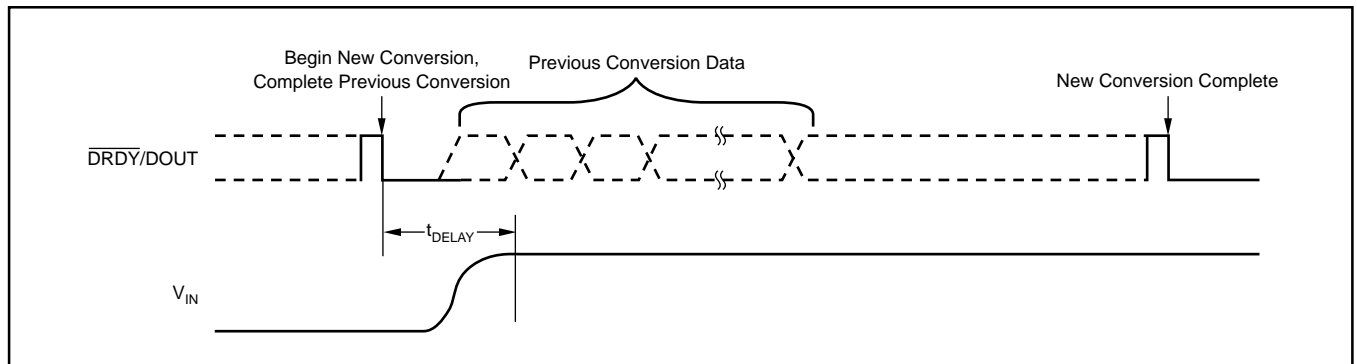 Begin New Conversion,
Complete Previous Conversion
Previous Conversion Data
New Conversion Complete
DRDY/DOUT
tDELAY
VIN